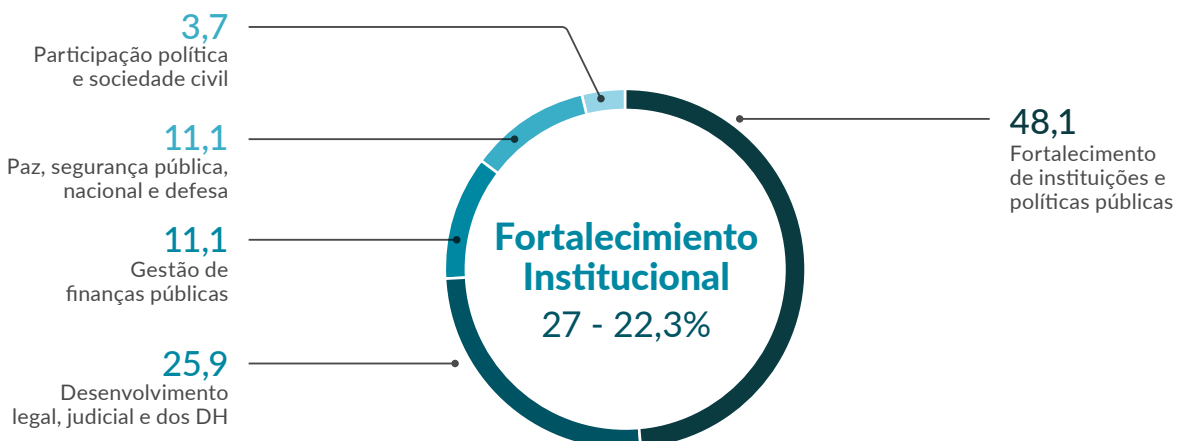 3,7
Participação política
e sociedade civil
11,1
Paz, segurança pública,
nacional e defesa
11,1
Gestão de
finanças públicas
25,9
Desenvolvimento
legal, judicial e dos DH
Fortalecimiento
Institucional
27 - 22,3%
48,1
Fortalecimento
de instituições e
políticas públicas